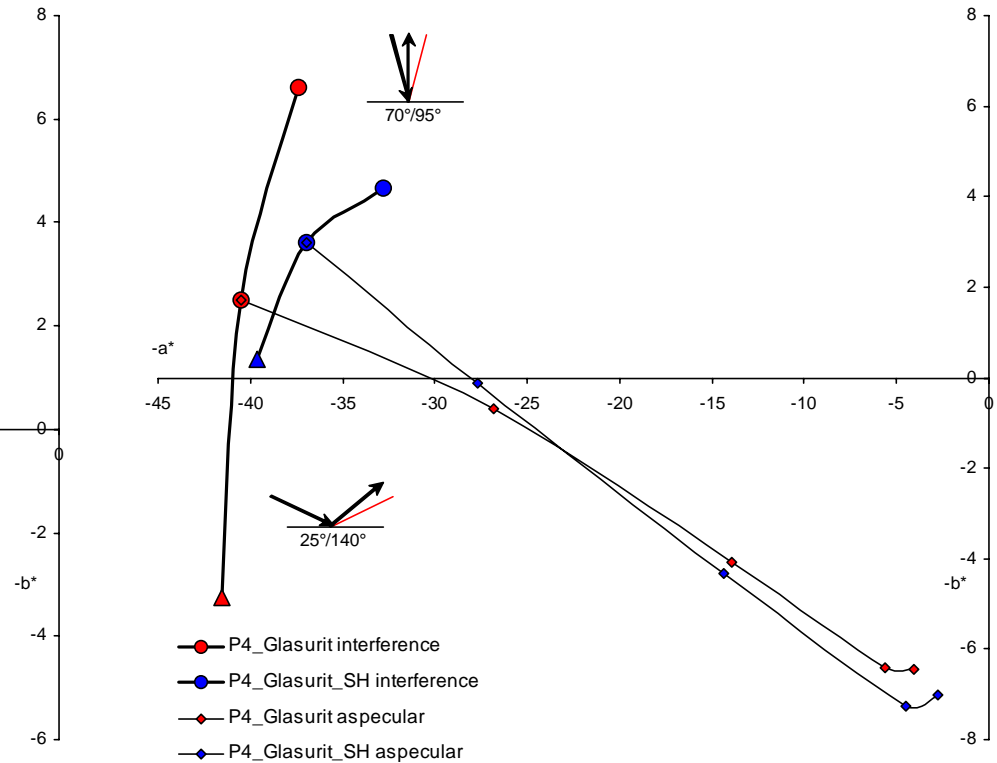 8 8
70°/95°
6 6
4 4
2 2
-a*
0
-45 -40 -35 -30 -25 -20 -15 -10 -5 0
0
0
-2
-2
25°/140°
-4
-b* -b*
-4
P4_Glasurit interference
-6
P4_Glasurit_SH interference
P4_Glasurit aspecular
-6 -8
P4_Glasurit_SH aspecular